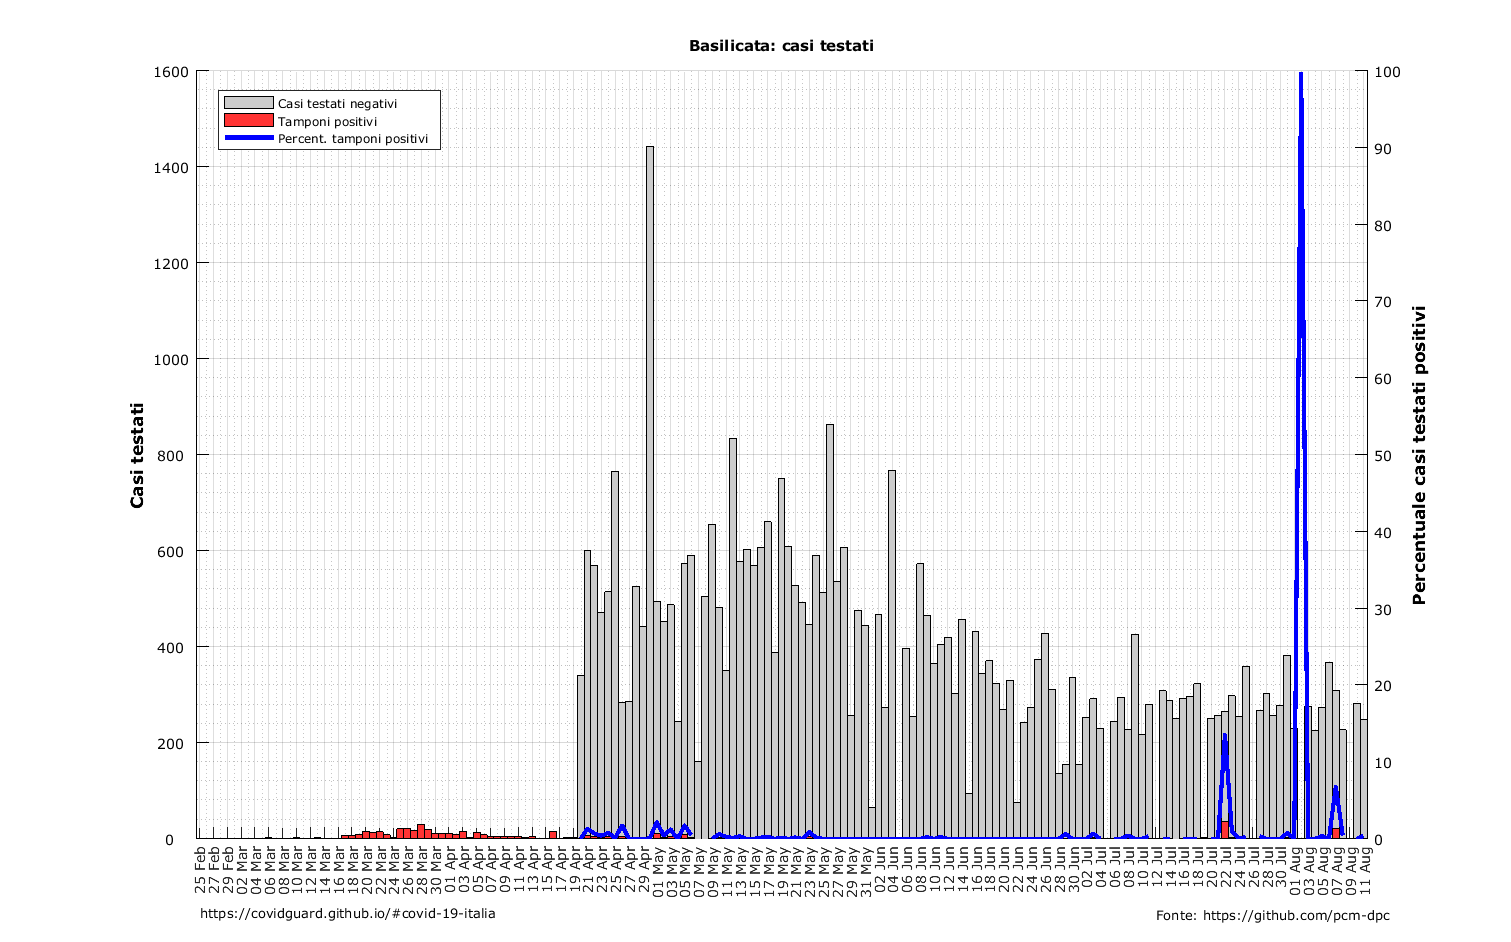 Basilicata: casi testati
Casi testati negativi
Tamponi positivi
Percent. tamponi positivi
Casi testati
1600
1400
1200
1000
800
600
400
200
0
100
90
80
70
60
50
40
30
20
10
0
Percentuale casi testati positivi
25 Feb
27 Feb
29 Feb
02 Mar
04 Mar
06 Mar
08 Mar
10 Mar
12 Mar
14 Mar
16 Mar
18 Mar
20 Mar
22 Mar
24 Mar
26 Mar
28 Mar
30 Mar
01 Apr
03 Apr
05 Apr
07 Apr
09 Apr
11 Apr
13 Apr
15 Apr
17 Apr
19 Apr
21 Apr
23 Apr
25 Apr
27 Apr
29 Apr
01 May
03 May
05 May
07 May
09 May
11 May
13 May
15 May
17 May
19 May
21 May
23 May
25 May
27 May
29 May
31 May
02 Jun
04 Jun
06 Jun
08 Jun
10 Jun
12 Jun
14 Jun
16 Jun
18 Jun
20 Jun
22 Jun
24 Jun
26 Jun
28 Jun
30 Jun
02 Jul
04 Jul
06 Jul
08 Jul
10 Jul
12 Jul
14 Jul
16 Jul
18 Jul
20 Jul
22 Jul
24 Jul
26 Jul
28 Jul
30 Jul
01 Aug
03 Aug
05 Aug
07 Aug
09 Aug
11 Aug
https://covidguard.github.io/#covid-19-italia
Fonte: https://github.com/pcm-dpc